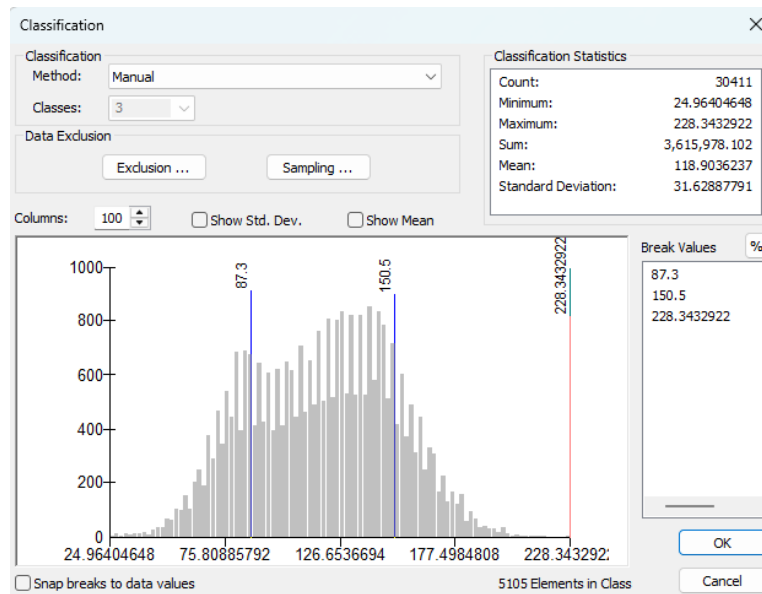 Classification
Classification
Method: Manual
Classes: 3
Data Exclusion
Exclusion ...
Sampling ...
Classification Statistics
Count: 30411
Minimum: 24.96404648
Maximum: 228.3432922
Sum: 3,615,978.102
Mean: 118.9036237
Standard Deviation: 31.62887791
Columns: 100
Show Std. Dev.
Show Mean
Break Values
%
87.3
150.5
228.3432922
1000
800
600
400
200
0
87.3
150.5
228.3432922
24.96404648 75.80885792 126.6536694 177.4984808 228.3432922
Snap breaks to data values
5105 Elements in Class
OK
Cancel